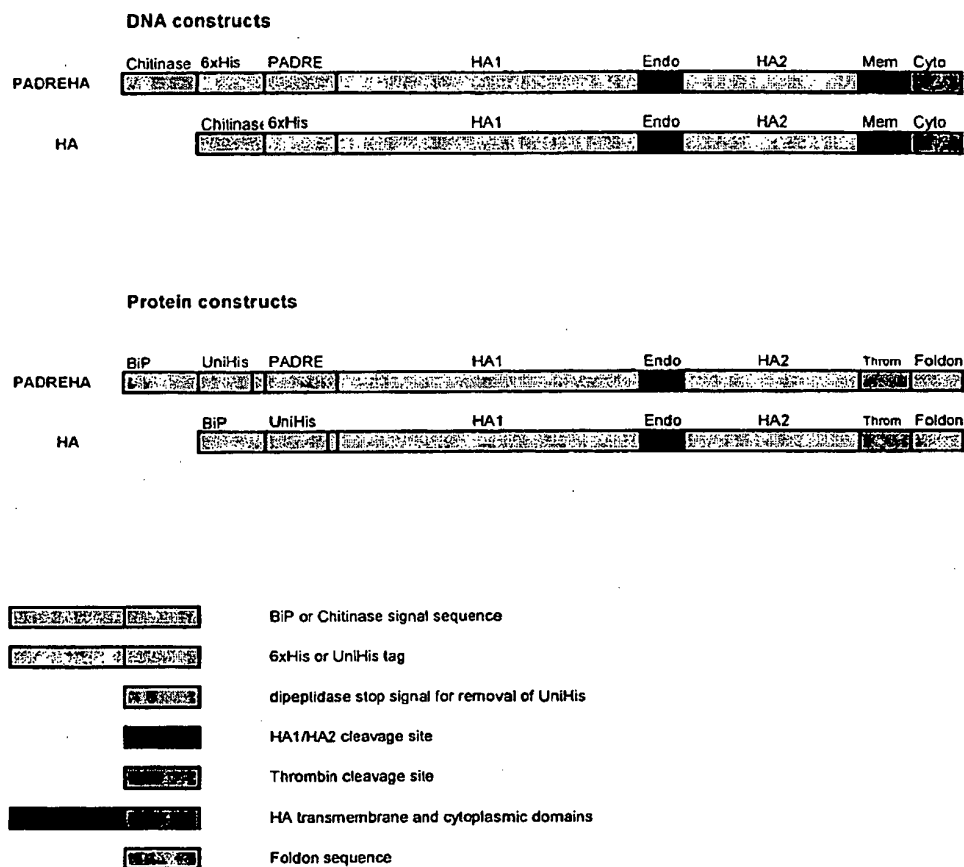 DNA constructs
Chitinase 6xHis PADRE HA1 Endo HA2 Mem Cyto
PADREHA
Chitinase 6xHis HA1 Endo HA2 Mem Cyto
HA
Protein constructs
BiP UniHis PADRE HA1 Endo HA2 Throm Foldon
PADREHA
BiP UniHis HA1 Endo HA2 Throm Foldon
HA
BiP or Chitinase signal sequence
6xHis or UniHis tag
dipeptidase stop signal for removal of UniHis
HA1/HA2 cleavage site
Thrombin cleavage site
HA transmembrane and cytoplasmic domains
Foldon sequence